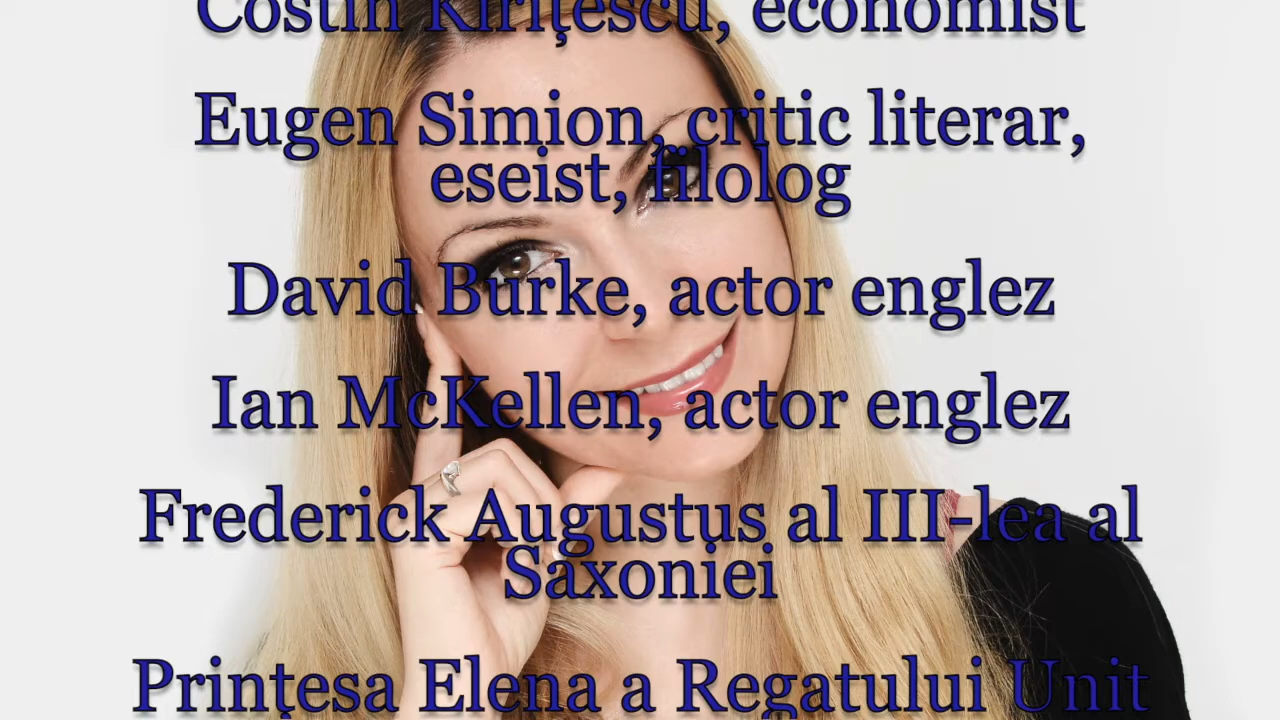 Costin Kirițescu, economist
Eugen Simion, critic literar,
eseist, filolog
David Burke, actor englez
Ian McKellen, actor englez
Frederick Augustus al III-lea al
Saxoniei
Prințesa Elena a Regatului Unit